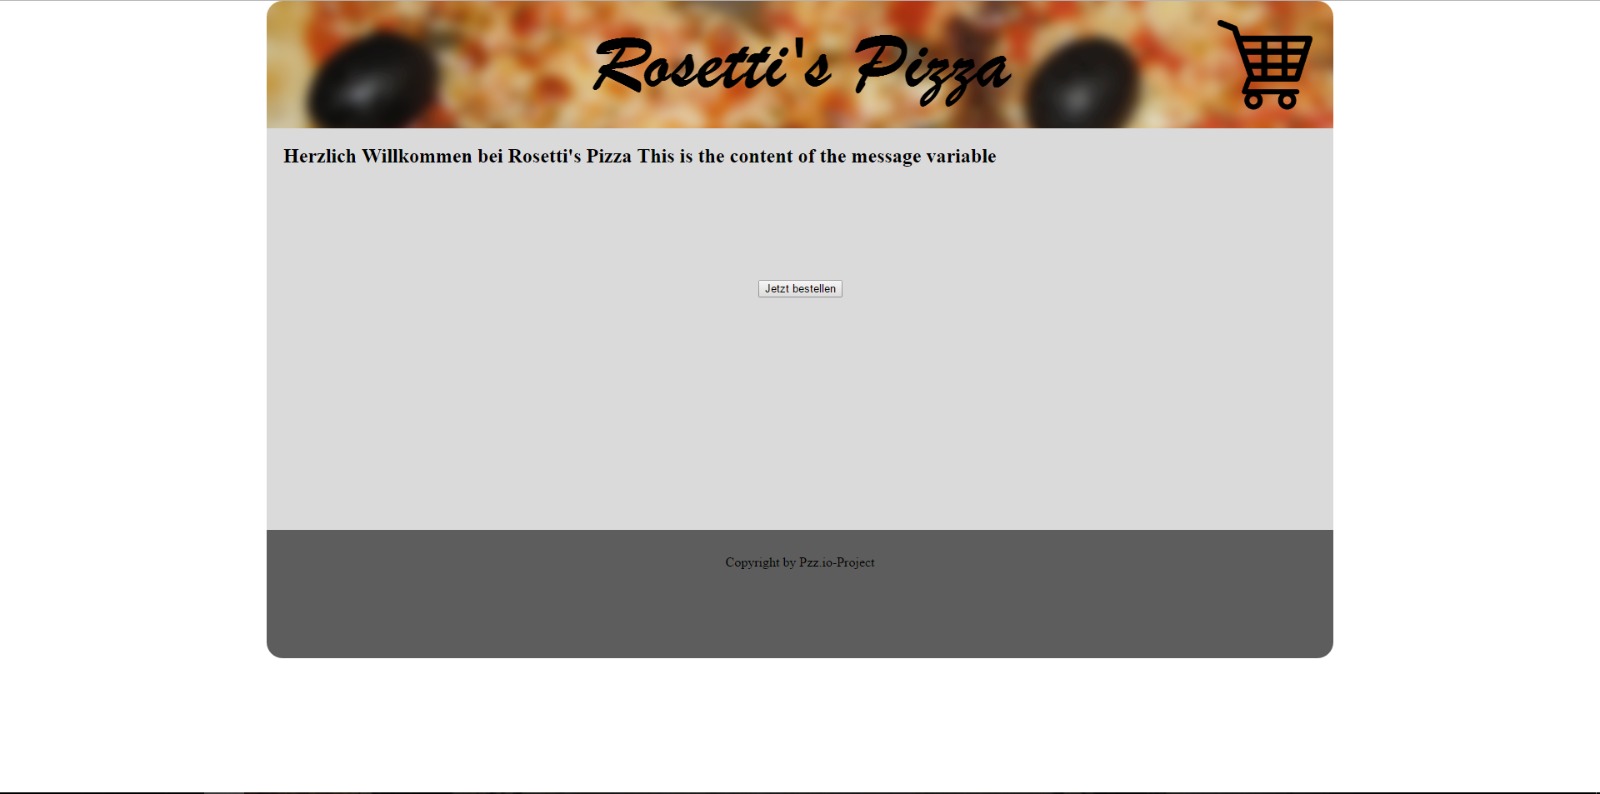 Rosetti's Pizza
Herzlich Willkommen bei Rosetti's Pizza This is the content of the message variable
Jetzt bestellen
Copyright by Pzz.io-Project